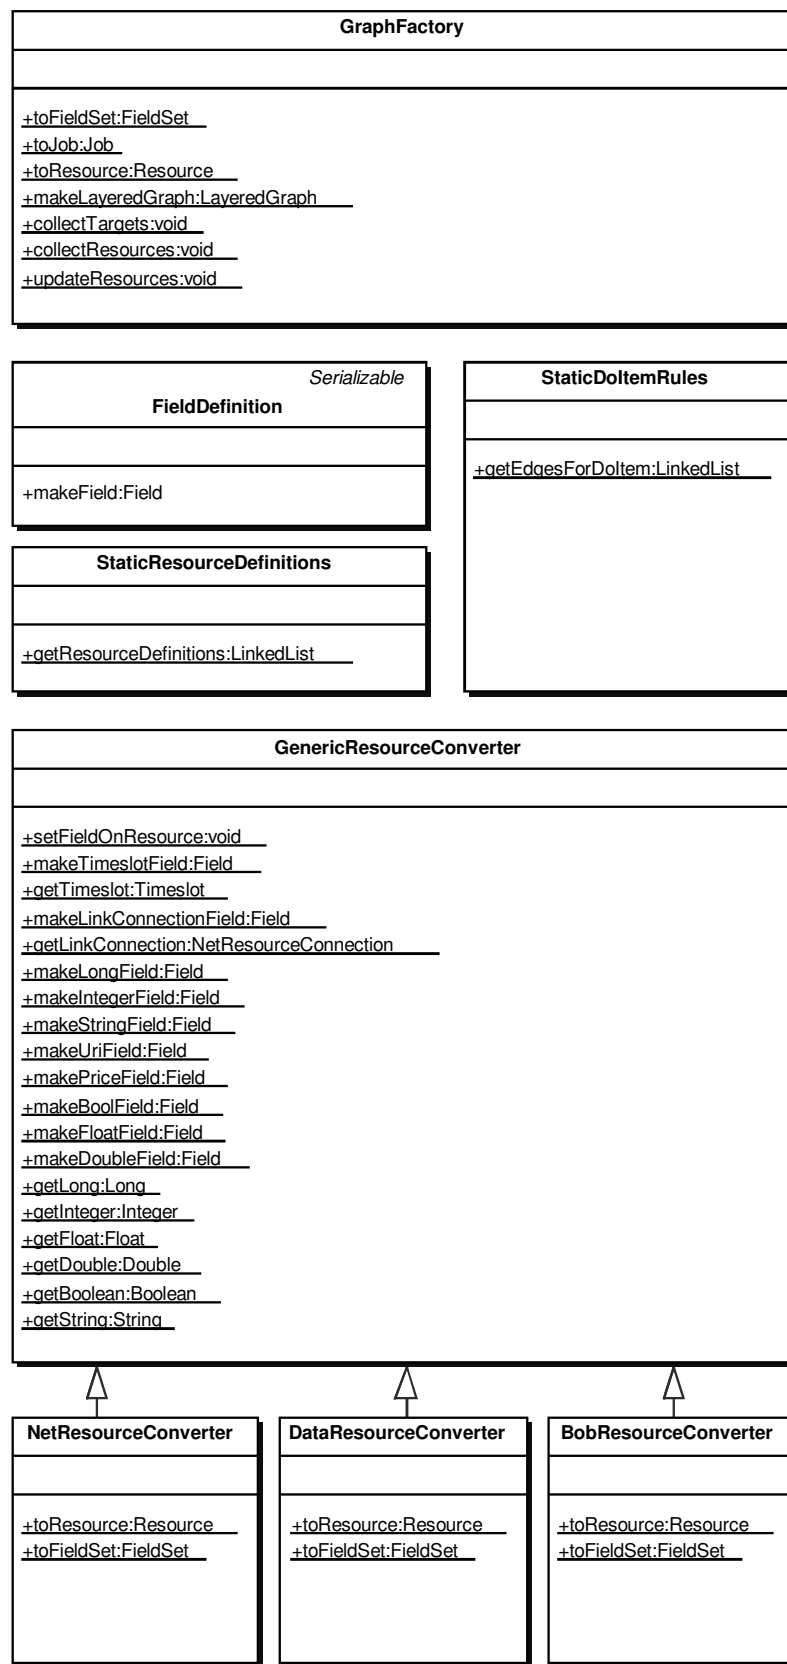 GraphFactory
+toFieldSet:FieldSet
+toJob:Job
+toResource:Resource
+makeLayeredGraph:LayeredGraph
+collectTargets:void
+collectResources:void
+updateResources:void
Serializable
FieldDefinition
+makeField:Field
StaticDoItemRules
+getEdgesForDoItem:LinkedList
StaticResourceDefinitions
+getResourceDefinitions:LinkedList
GenericResourceConverter
+setFieldOnResource:void
+makeTimeslotField:Field
+getTimeslot:Timeslot
+makeLinkConnectionField:Field
+getLinkConnection:NetResourceConnection
+makeLongField:Field
+makeIntegerField:Field
+makeStringField:Field
+makeUriField:Field
+makePriceField:Field
+makeBoolField:Field
+makeFloatField:Field
+makeDoubleField:Field
+getLong:Long
+getInteger:Integer
+getFloat:Float
+getDouble:Double
+getBoolean:Boolean
+getString:String
NetResourceConverter
+toResource:Resource
+toFieldSet:FieldSet
DataResourceConverter
+toResource:Resource
+toFieldSet:FieldSet
BobResourceConverter
+toResource:Resource
+toFieldSet:FieldSet